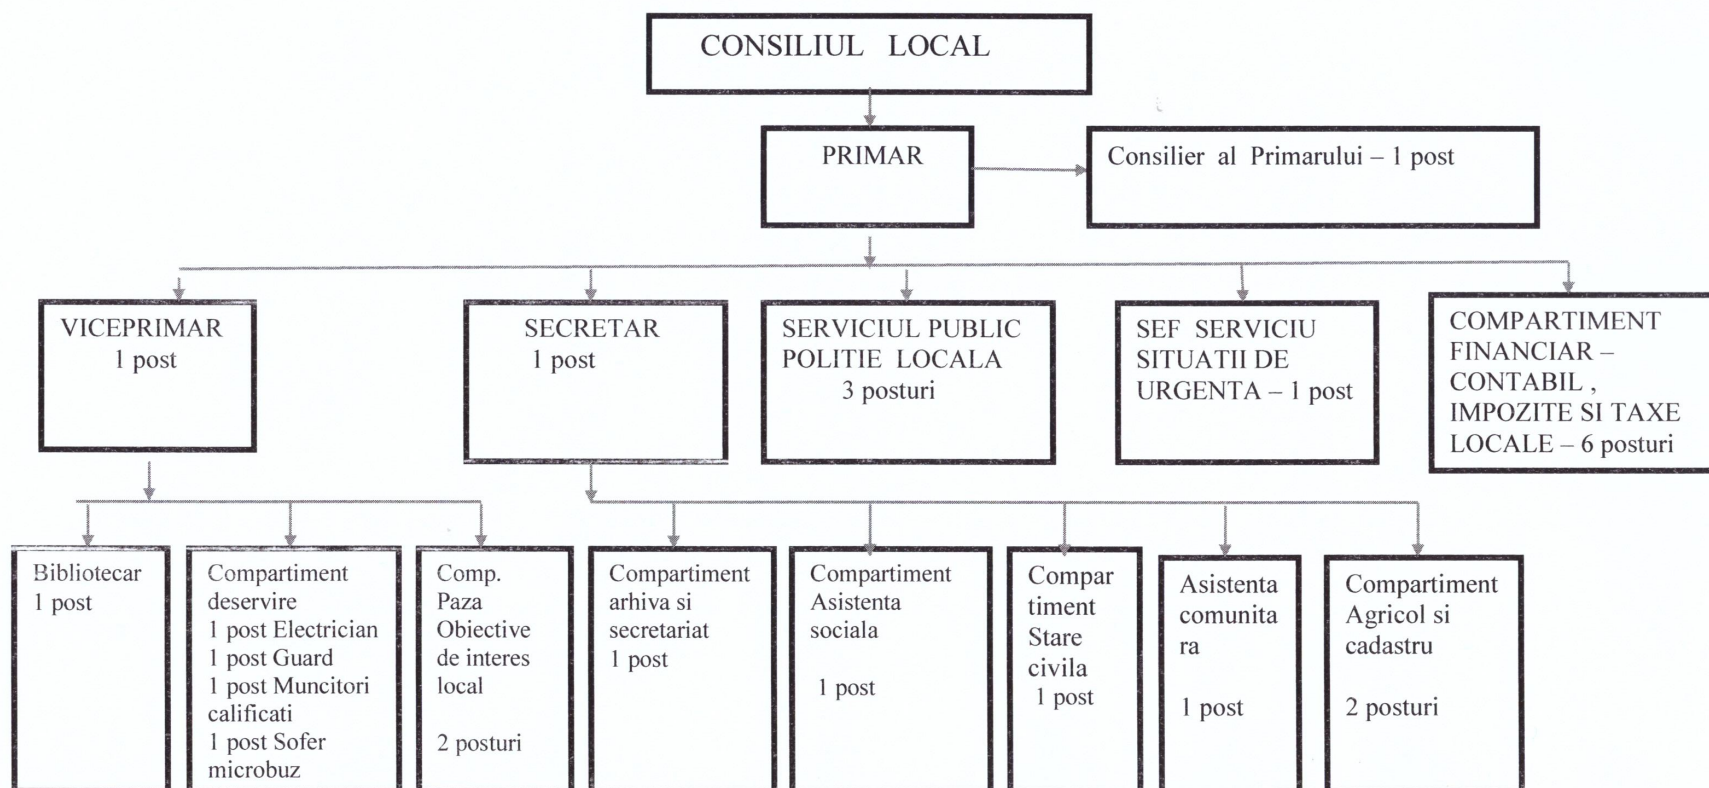 CONSILIUL LOCAL
PRIMAR
Consilier al Primarului – 1 post
VICEPRIMAR
1 post
SECRETAR
1 post
SERVICIUL PUBLIC
POLITIE LOCALA
3 posturi
SEF SERVICIU
SITUATII DE
URGENTA – 1 post
COMPARTIMENT
FINANCIAR –
CONTABIL ,
IMPOZITE SI TAXE
LOCALE – 6 posturi
Bibliotecar
1 post
Compartiment
deservire
1 post Electrician
1 post Guard
1 post Muncitori
calificati
1 post Sofer
microbuz
Comp.
Paza
Obiective
de interes
local
2 posturi
Compartiment
arhiva si
secretariat
1 post
Compartiment
Asistenta
sociala
1 post
Compar
timent
Stare
civila
1 post
Asistenta
comunita
ra
1 post
Compartiment
Agricol si
cadastru
2 posturi